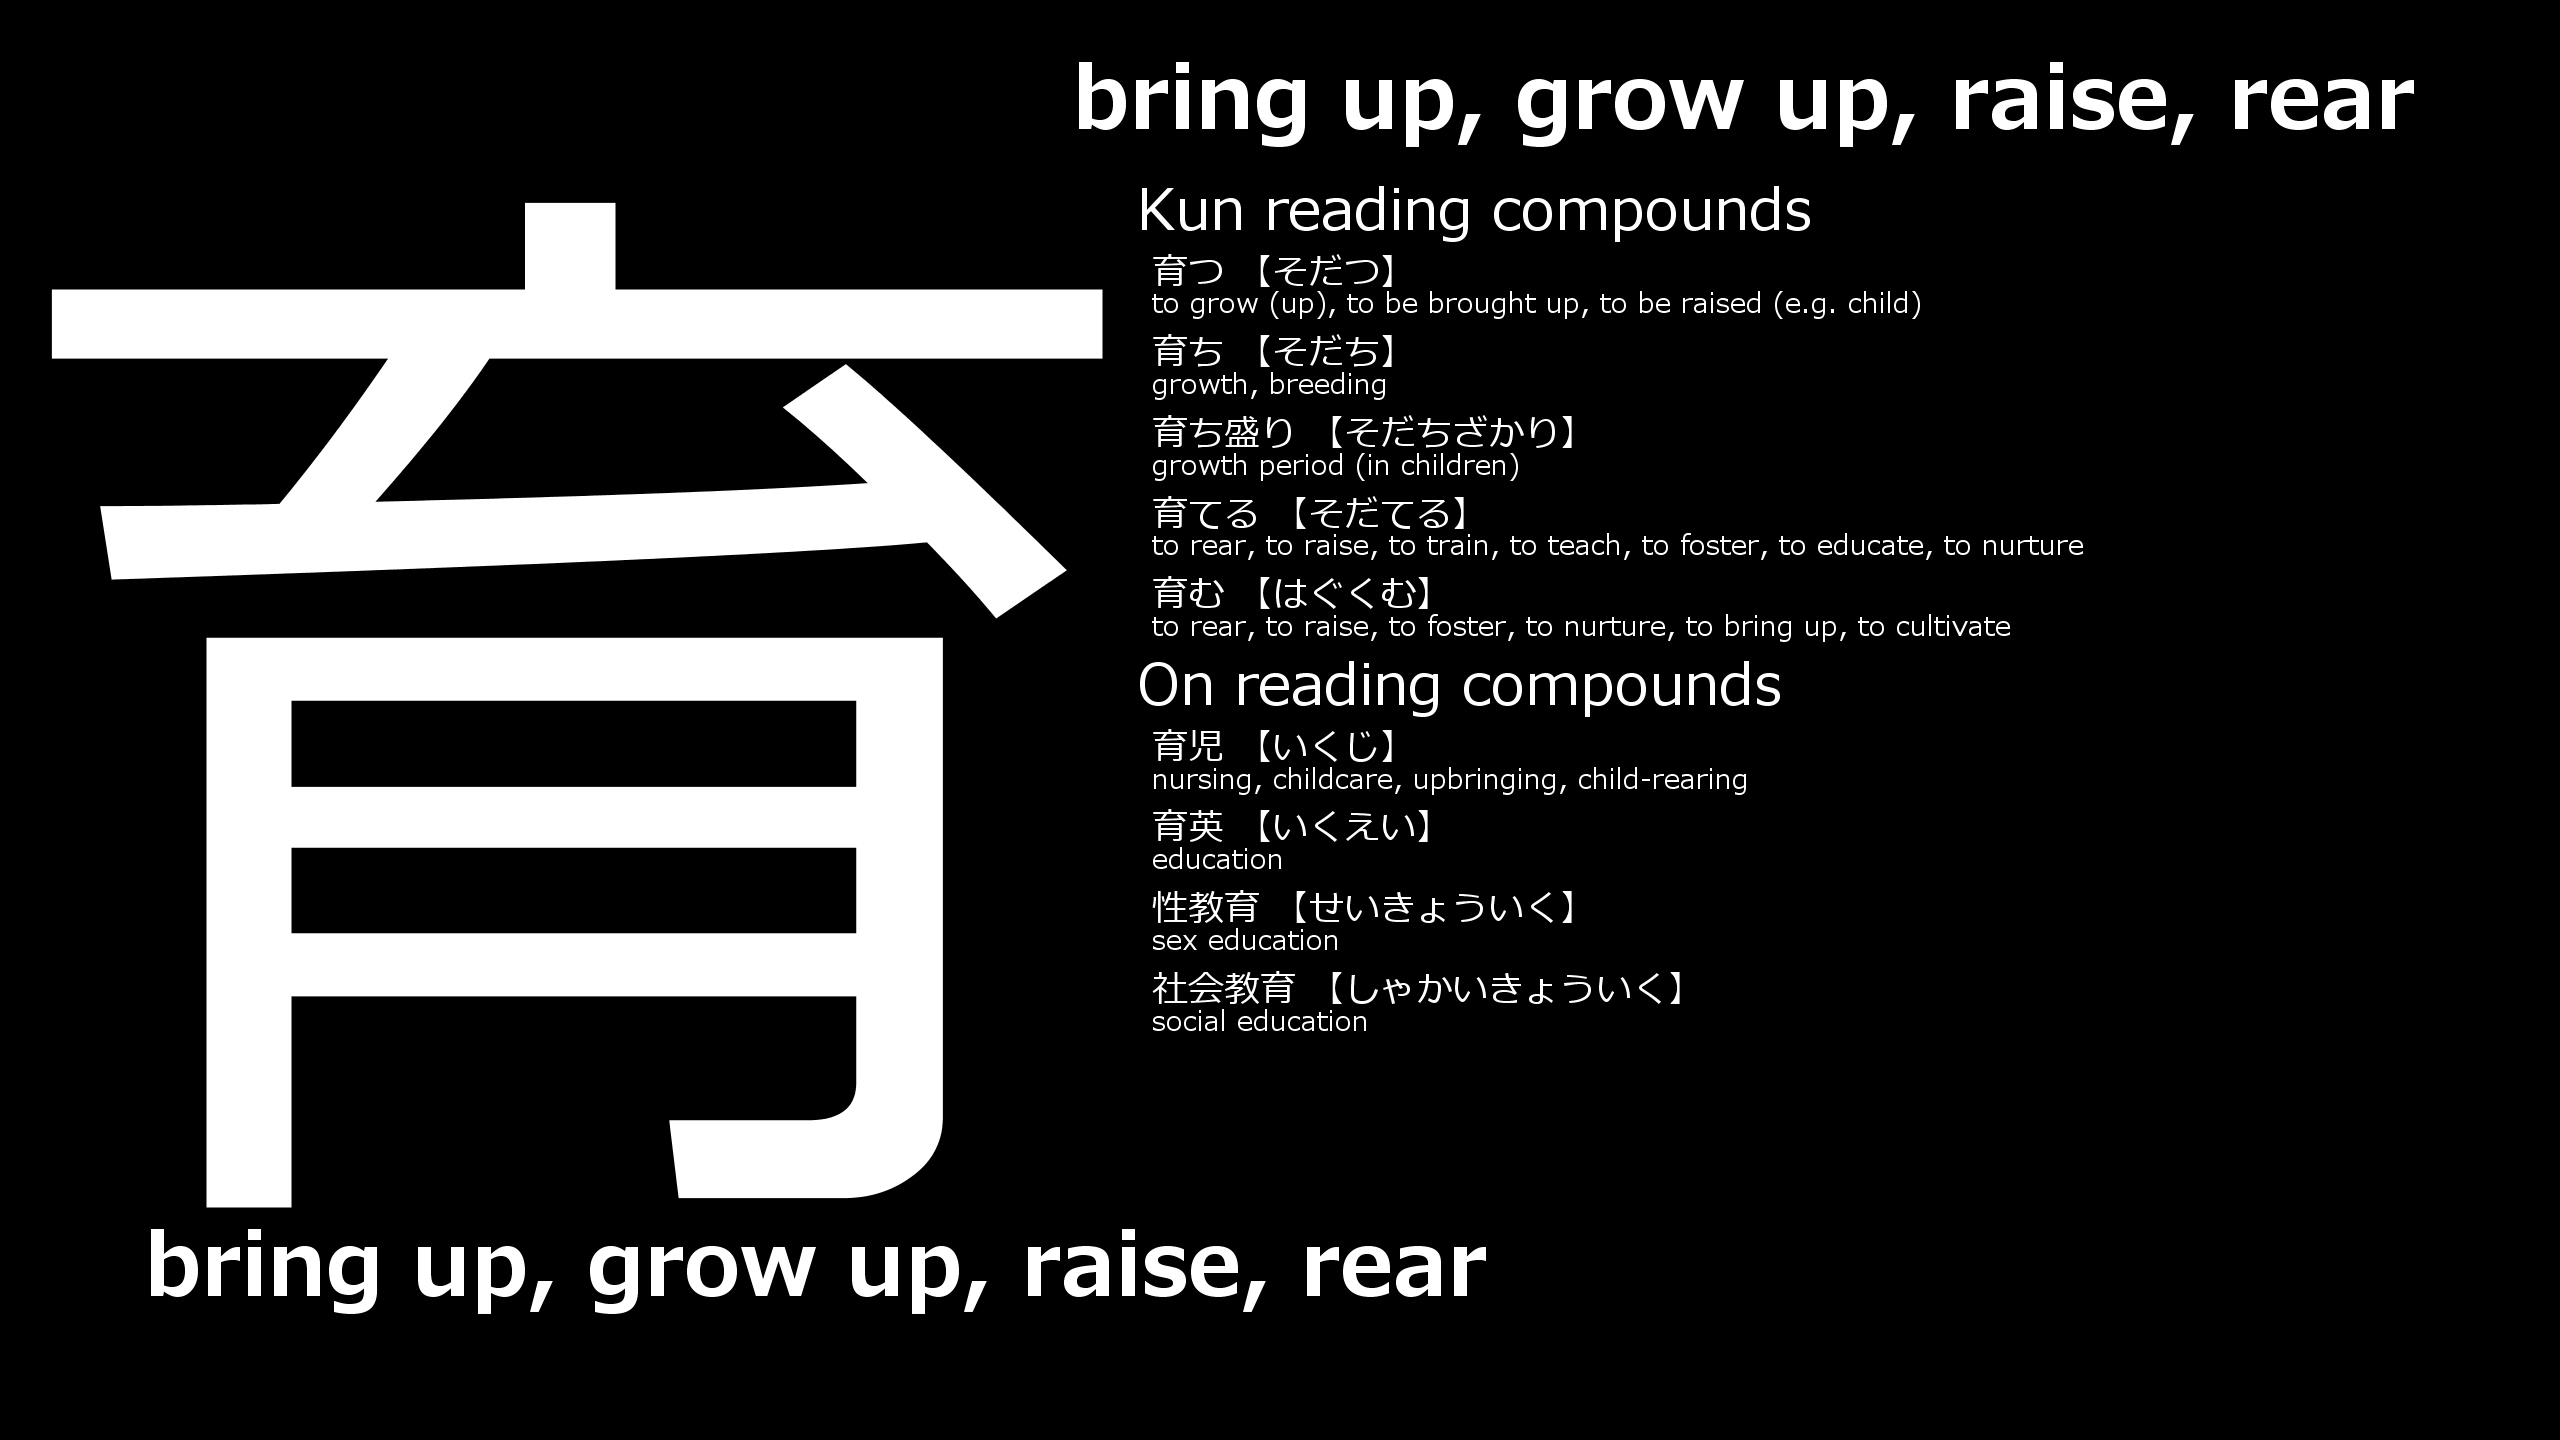 bring up, grow up, raise, rear
育
Kun reading compounds
育つ 【そだつ】
to grow (up), to be brought up, to be raised (e.g. child)
育ち 【そだち】
growth, breeding
育ち盛り 【そだちざかり】
growth period (in children)
育てる 【そだてる】
to rear, to raise, to train, to teach, to foster, to educate, to nurture
育む 【はぐくむ】
to rear, to raise, to foster, to nurture, to bring up, to cultivate
On reading compounds
育児 【いくじ】
nursing, childcare, upbringing, child-rearing
育英 【いくえい】
education
性教育 【せいきょういく】
sex education
社会教育 【しゃかいきょういく】
social education
bring up, grow up, raise, rear